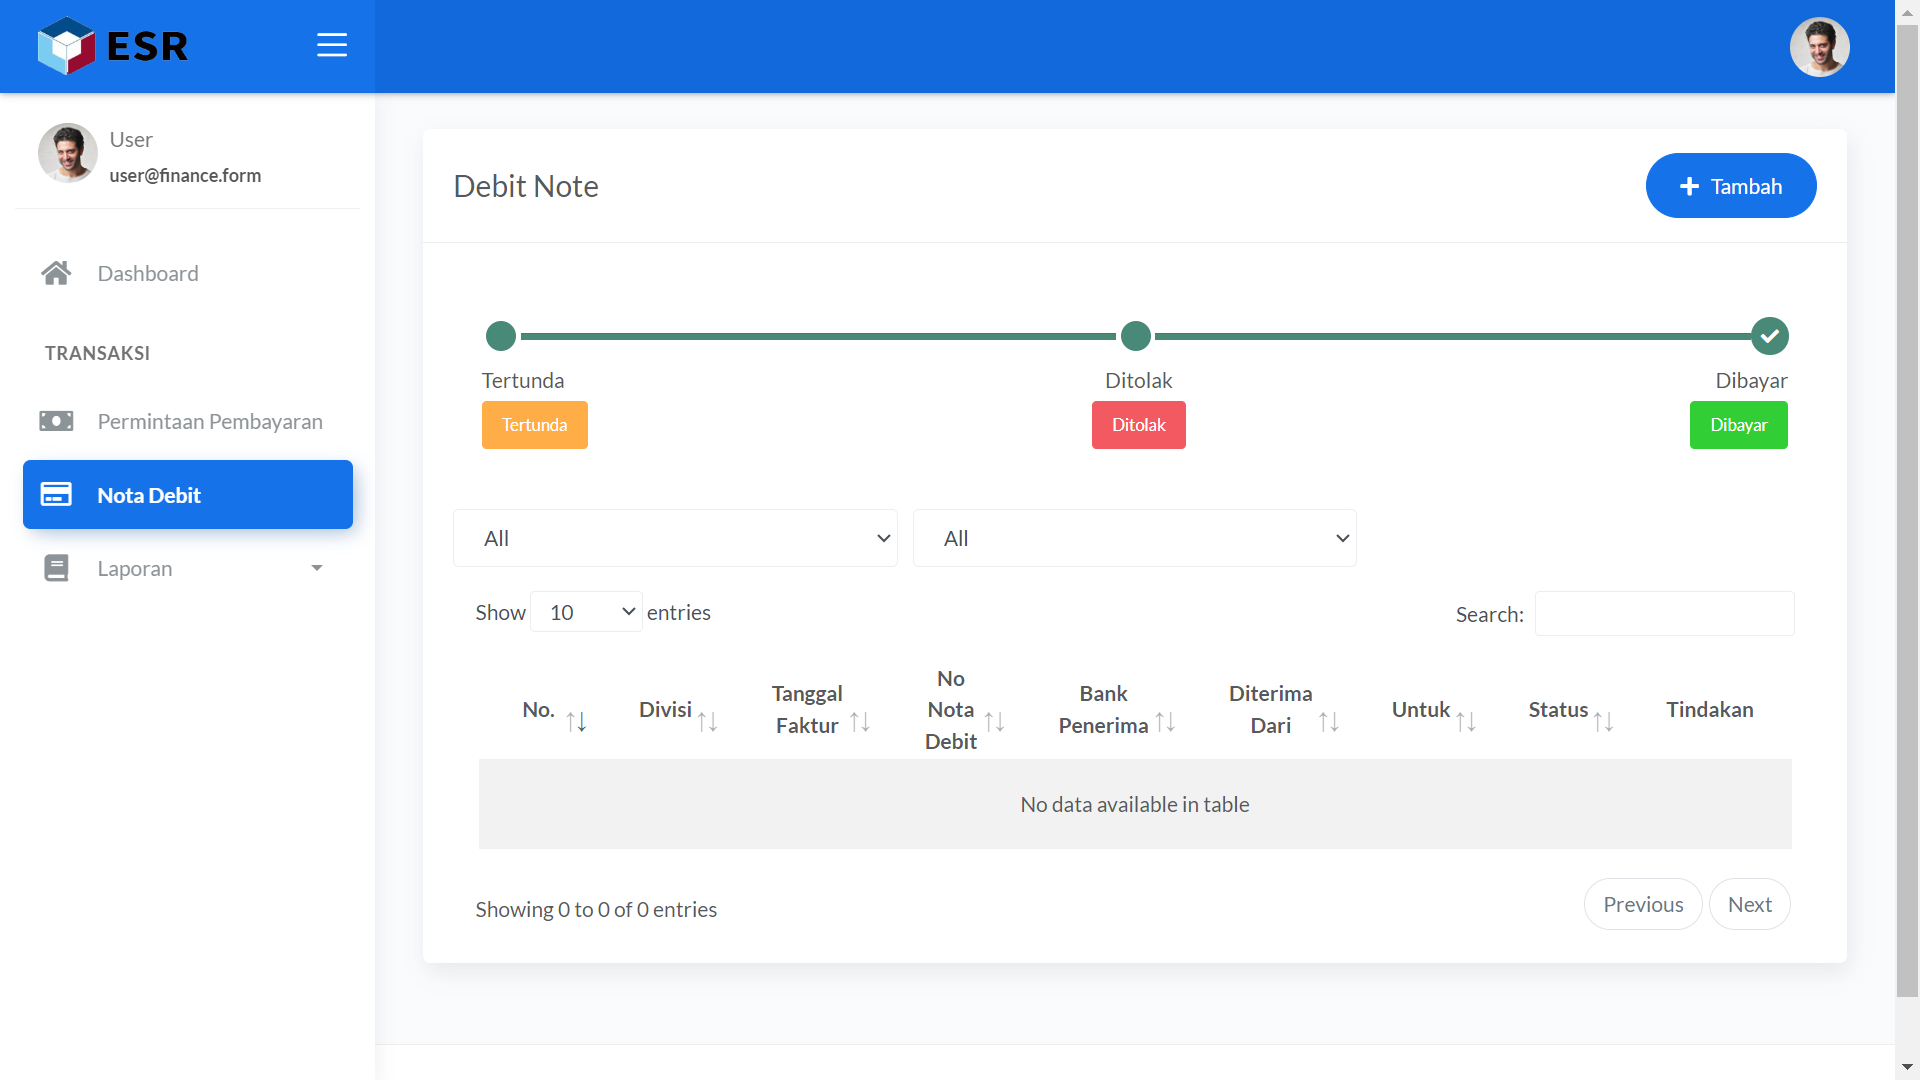 ESR
User
user@finance.form
Dashboard
TRANSAKSI
Permintaan Pembayaran
Nota Debit
Laporan
Debit Note
Tambah
Tertunda
Ditolak
Dibayar
Tertunda
Ditolak
Dibayar
All
All
Show 10 entries
Search:
No.
Divisi
Tanggal
Faktur
No
Nota
Debit
Bank
Penerima
Diterima
Dari
Untuk
Status
Tindakan
No data available in table
Showing 0 to 0 of 0 entries
Previous
Next